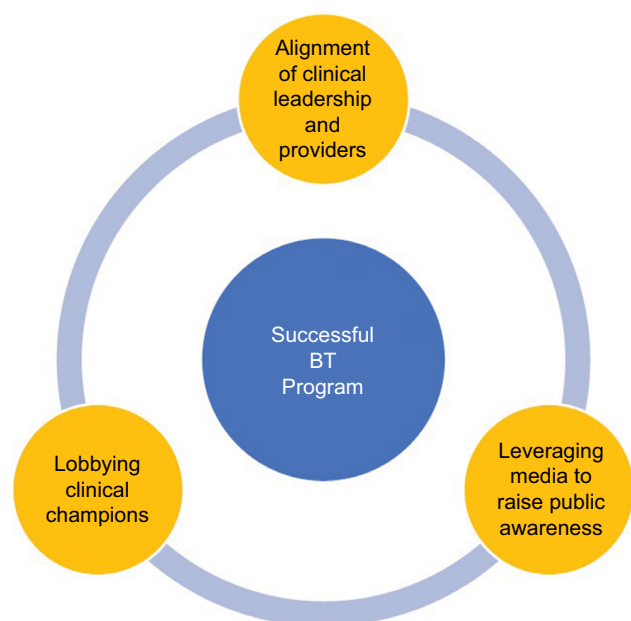 Alignment
of clinical
leadership
and
providers
Successful
BT
Program
Lobbying
clinical
champions
Leveraging
media to
raise public
awareness